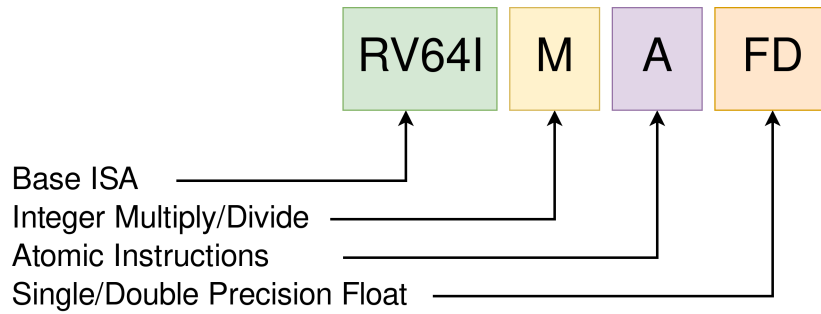 RV64I M A FD
Base ISA
Integer Multiply/Divide
Atomic Instructions
Single/Double Precision Float